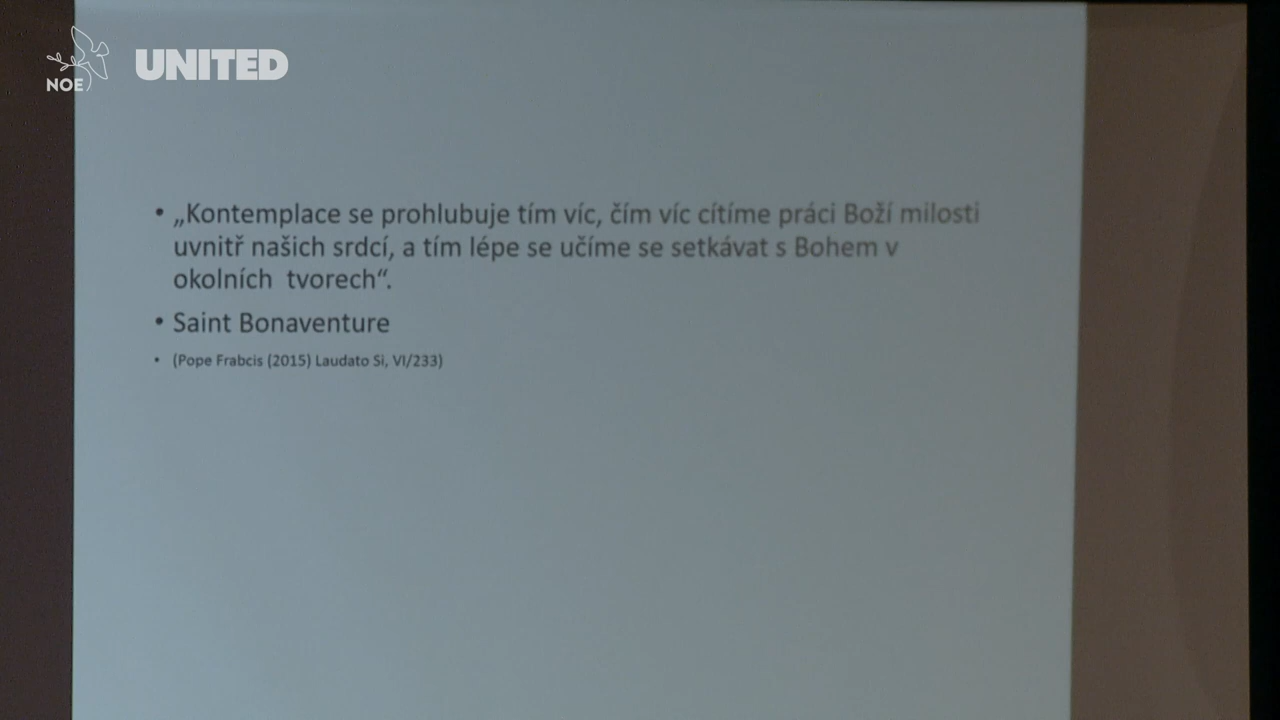 NOE
UNITED
• „Kontemplace se prohlubuje tím víc, čím víc cítíme práci Boží milosti
uvnitř našich srdcí, a tím lépe se učíme se setkávat s Bohem v
okolních tvorech“.
• Saint Bonaventure
• (Pope Frabcis (2015) Laudato Si, VI/233)